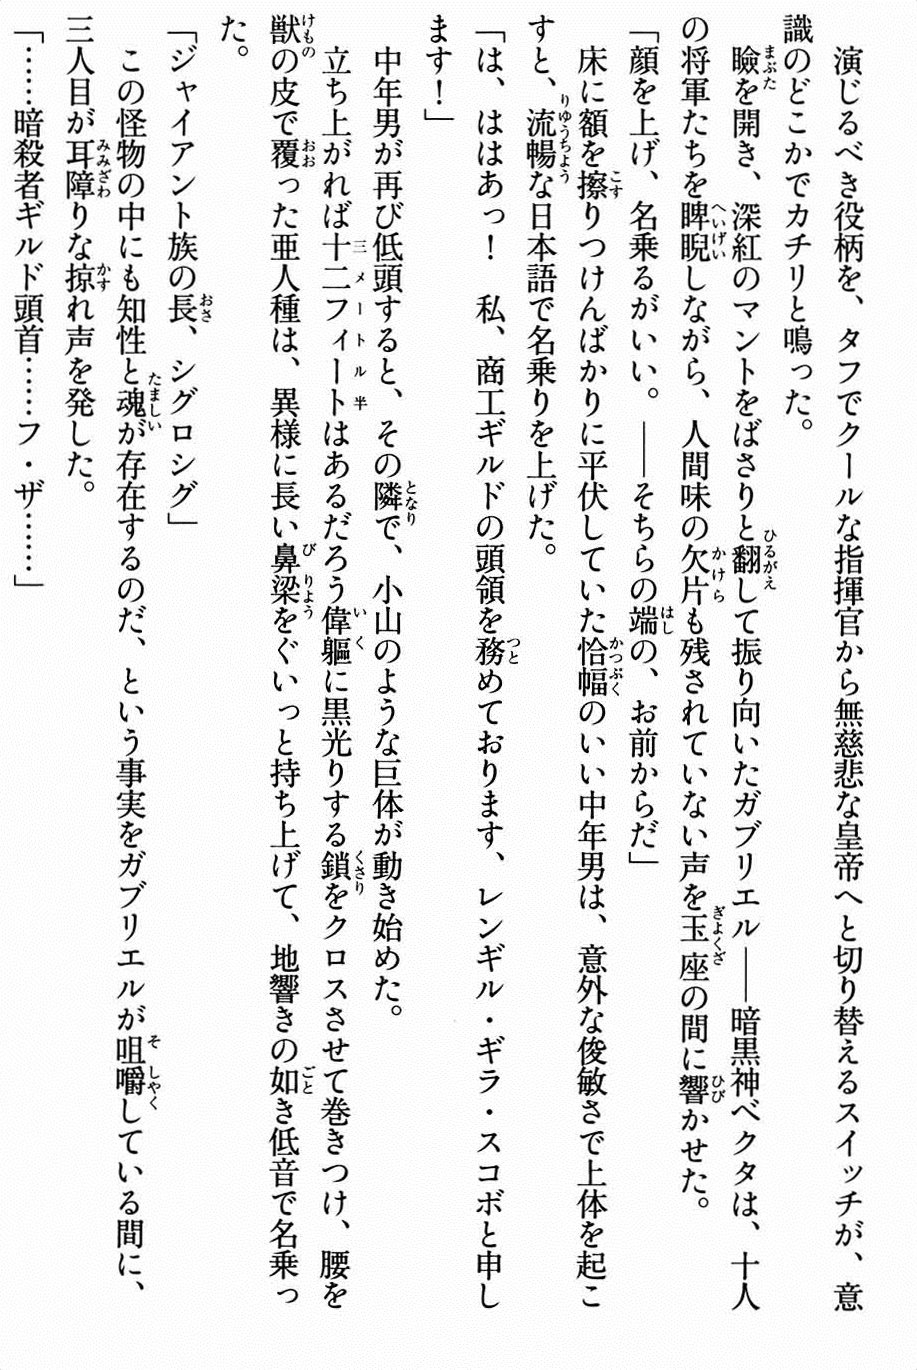 演じるべき役柄を、タフでクールな指揮官から無慈悲な皇帝へと切り替えるスイッチが、意
識のどこかでカチリと鳴った。
瞼を開き、深紅のマントをばさりと翻して振り向いたガブリエル――暗黒神ベクタは、十人
の将軍たちを睥睨しながら、人間味の欠片も残されていない声を玉座の間に響かせた。
「顔を上げ、名乗るがいい。――そちらの端の、お前からだ」
床に額を擦りつけんばかりに平伏していた恰幅のいい中年男は、意外な俊敏さで上体を起こ
すと、流暢な日本語で名乗りを上げた。
「は、ははあっ！　私、商工ギルドの頭領を務めております、レンギル・ギラ・スコボと申し
ます！」
中年男が再び低頭すると、その隣で、小山のような巨体が動き始めた。
立ち上がれば十二フィートはあるだろう偉軀に黒光りする鎖をクロスさせて巻きつけ、腰を
獣の皮で覆った亜人種は、異様に長い鼻梁をぐいっと持ち上げて、地響きの如き低音で名乗っ
た。
「ジャイアント族の長、シグロシグ」
この怪物の中にも知性と魂が存在するのだ、という事実をガブリエルが咀嚼している間に、
三人目が耳障りな掠れ声を発した。
「……暗殺者ギルド頭首……フ・ザ……」